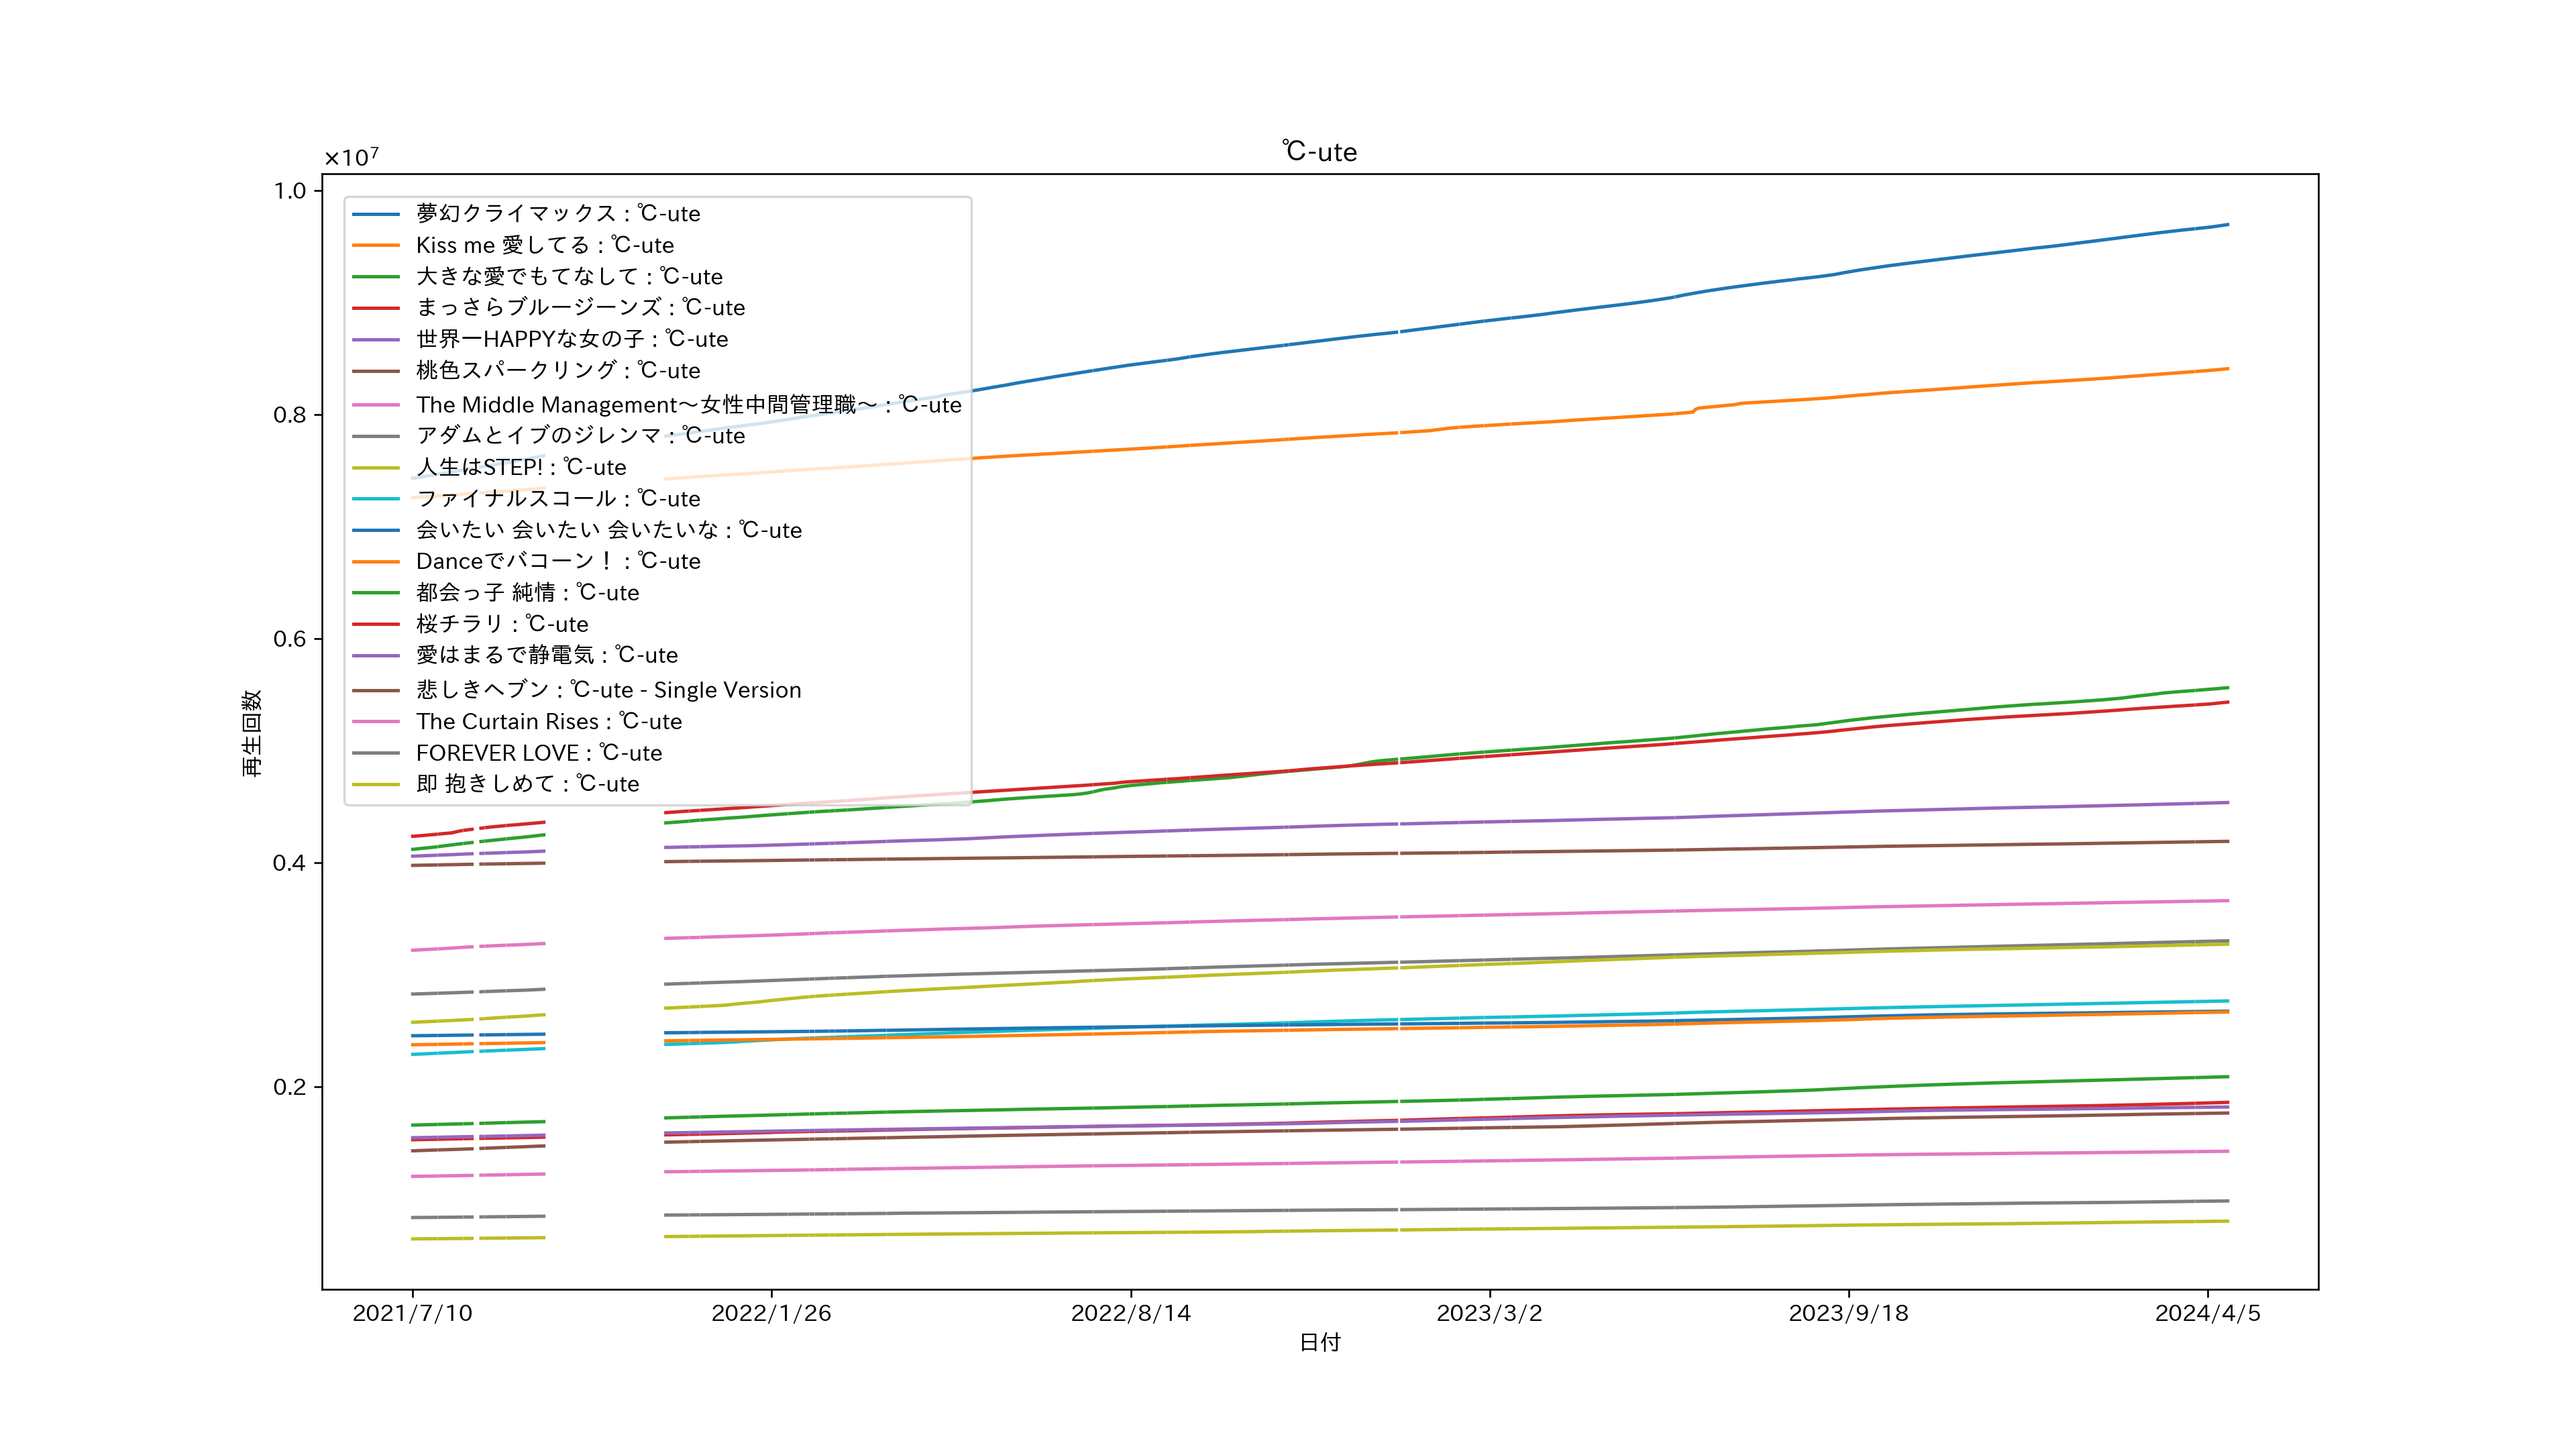 ℃-ute
×10⁷
1.0
0.8
0.6
0.4
0.2
再生回数
夢幻クライマックス : ℃-ute
Kiss me 愛してる : ℃-ute
大きな愛でもてなして : ℃-ute
まっさらブルージーンズ : ℃-ute
世界一HAPPYな女の子 : ℃-ute
桃色スパークリング : ℃-ute
The Middle Management～女性中間管理職～ : ℃-ute
アダムとイブのジレンマ : ℃-ute
人生はSTEP! : ℃-ute
ファイナルスコール : ℃-ute
会いたい 会いたい 会いたいな : ℃-ute
Danceでバコーン！ : ℃-ute
都会っ子 純情 : ℃-ute
桜チラリ : ℃-ute
愛はまるで静電気 : ℃-ute
悲しきヘブン : ℃-ute - Single Version
The Curtain Rises : ℃-ute
FOREVER LOVE : ℃-ute
即 抱きしめて : ℃-ute
2021/7/10
2022/1/26
2022/8/14
2023/3/2
2023/9/18
2024/4/5
日付